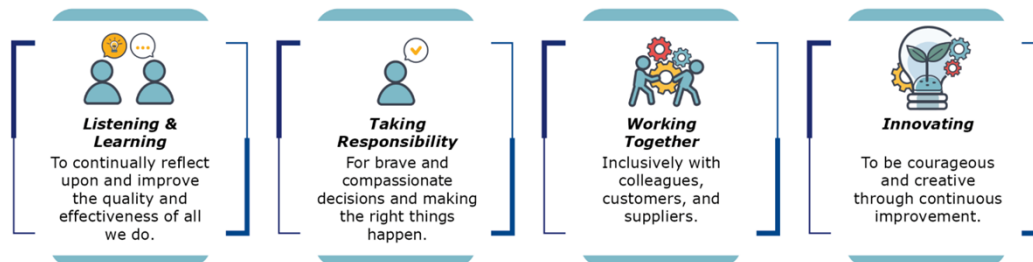 Listening &
Learning
To continually reflect
upon and improve
the quality and
effectiveness of all
we do.
Taking
Responsibility
For brave and
compassionate
decisions and making
the right things
happen.
Working
Together
Inclusively with
colleagues,
customers, and
suppliers.
Innovating
To be courageous
and creative
through continuous
improvement.